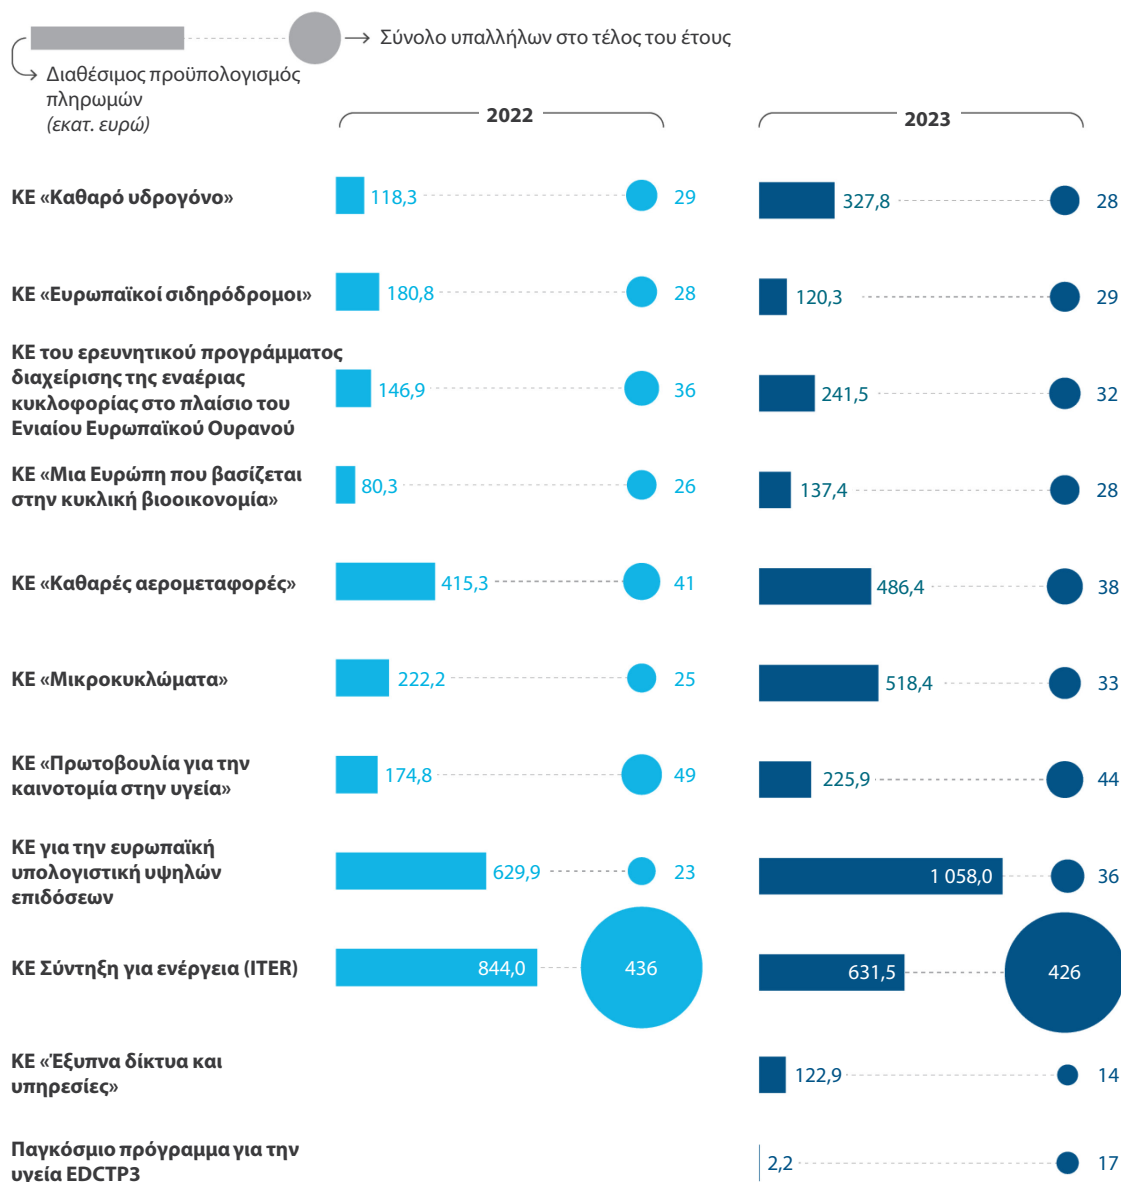 Σύνολο υπαλλήλων στο τέλος του έτους
Διαθέσιμος προϋπολογισμός
πληρωμών
(εκατ. ευρώ)
2022
2023
ΚΕ «Καθαρό υδρογόνο»
118,3
29
327,8
28
ΚΕ «Ευρωπαϊκοί σιδηρόδρομοι»
180,8
28
120,3
29
ΚΕ του ερευνητικού προγράμματος
διαχείρισης της εναέριας
κυκλοφορίας στο πλαίσιο του
Ενιαίου Ευρωπαϊκού Ουρανού
146,9
36
241,5
32
ΚΕ «Μια Ευρώπη που βασίζεται
στην κυκλική βιοοικονομία»
80,3
26
137,4
28
ΚΕ «Καθαρές αερομεταφορές»
415,3
41
486,4
38
ΚΕ «Μικροκυκλώματα»
222,2
25
518,4
33
ΚΕ «Πρωτοβουλία για την
καινοτομία στην υγεία»
174,8
49
225,9
44
ΚΕ για την ευρωπαϊκή
υπολογιστική υψηλών
επιδόσεων
629,9
23
1 058,0
36
ΚΕ Σύντηξη για ενέργεια (ITER)
844,0
436
631,5
426
ΚΕ «Έξυπνα δίκτυα και
υπηρεσίες»
122,9
14
Παγκόσμιο πρόγραμμα για την
υγεία EDCTP3
2,2
17